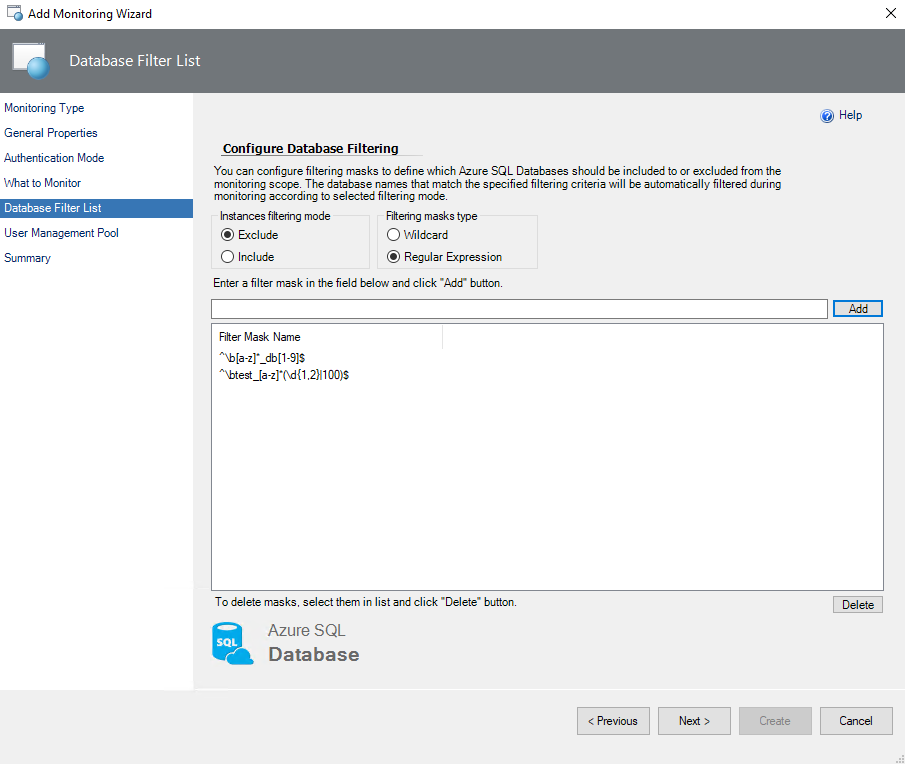 Add Monitoring Wizard
Database Filter List
Monitoring Type
General Properties
Authentication Mode
What to Monitor
Database Filter List
User Management Pool
Summary
Help
Configure Database Filtering
You can configure filtering masks to define which Azure SQL Databases should be included to or excluded from the
monitoring scope. The database names that match the specified filtering criteria will be automatically filtered during
monitoring according to selected filtering mode.
Instances filtering mode
Exclude
Include
Filtering masks type
Wildcard
Regular Expression
Enter a filter mask in the field below and click "Add" button.
Add
Filter Mask Name
^\b[a-z]*_db[1-9]$
^\btest_[a-z]*(\d{1,2}|100)$
To delete masks, select them in list and click "Delete" button.
Delete
SQL
Azure SQL
Database
< Previous
Next >
Create
Cancel